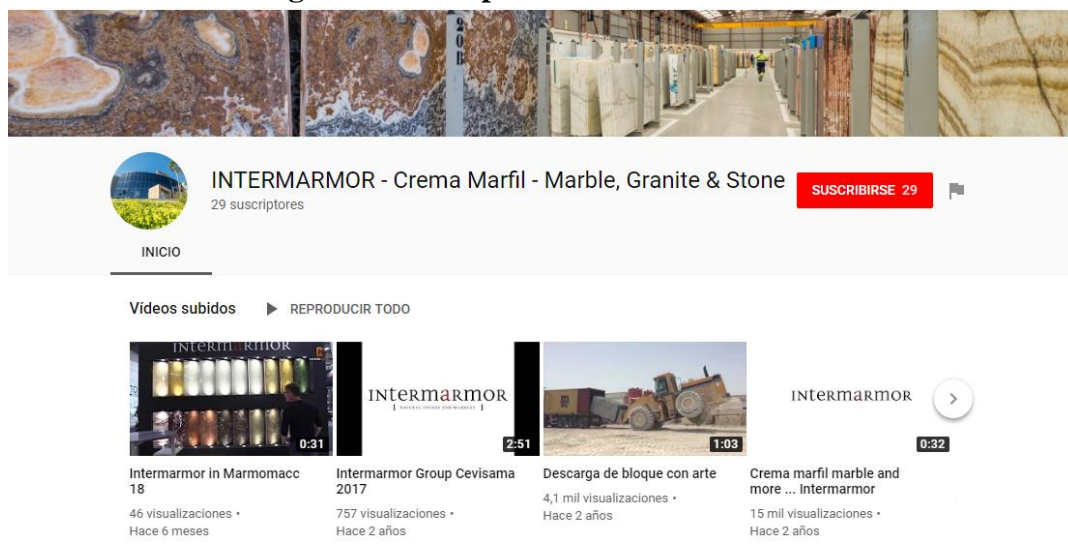 20B
INTERMARMOR - Crema Marfil - Marble, Granite & Stone
29 suscriptores
SUSCRIBIRSE 29
INICIO
Vídeos subidos
REPRODUCIR TODO
INTERMARMOR
0:31
INTERMARMOR
2:51
1:03
INTERMARMOR
0:32
Intermarmor in Marmomacc
18
46 visualizaciones •
Hace 6 meses
Intermarmor Group Cevisama
2017
757 visualizaciones •
Hace 2 años
Descarga de bloque con arte
4,1 mil visualizaciones •
Hace 2 años
Crema marfil marble and
more ... Intermarmor
15 mil visualizaciones •
Hace 2 años